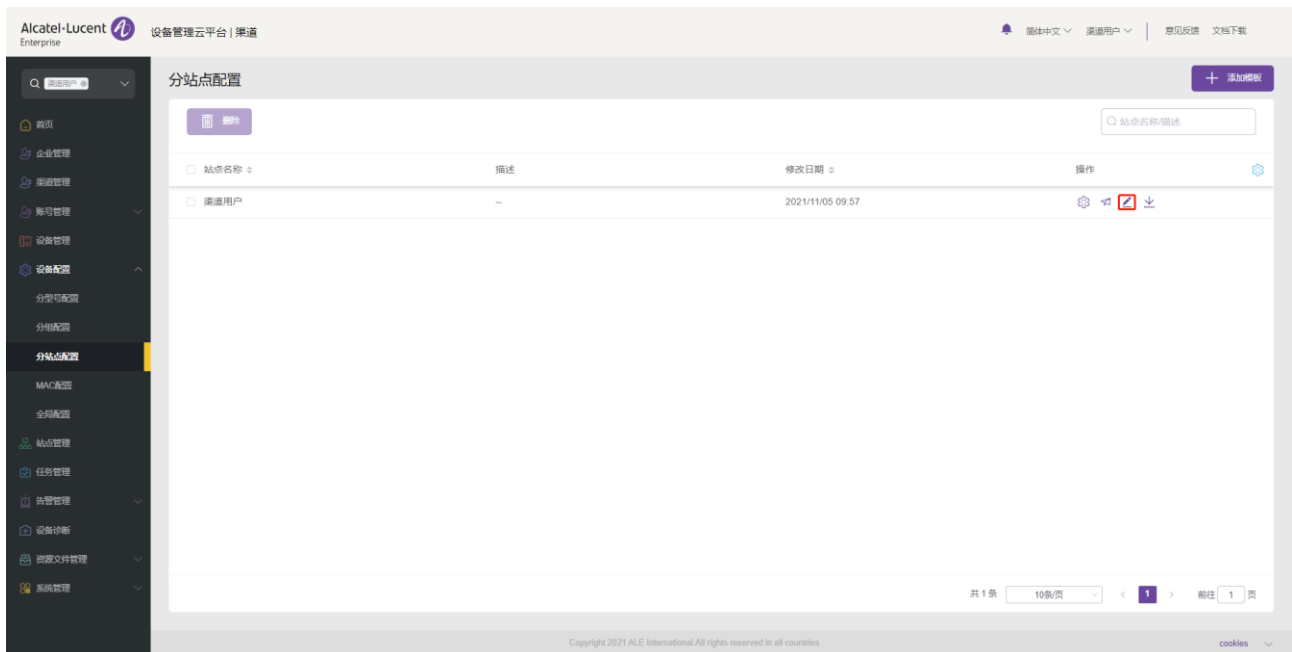 Alcatel·Lucent
Enterprise
设备管理云平台 | 渠道
简体中文
渠道用户
意见反馈
文档下载
渠道用户
首页
企业管理
渠道管理
账号管理
设备管理
设备配置
分型号配置
分组配置
分站点配置
MAC配置
全局配置
站点管理
任务管理
告警管理
设备诊断
资源文件管理
系统管理
分站点配置
添加模板
删除
站点名称/描述
站点名称 描述 修改日期 操作
渠道用户 -- 2021/11/05 09:57
共 1 条 10条/页 < 1 > 前往 1 页
Copyright 2021 ALE International.All rights reserved in all countries
cookies